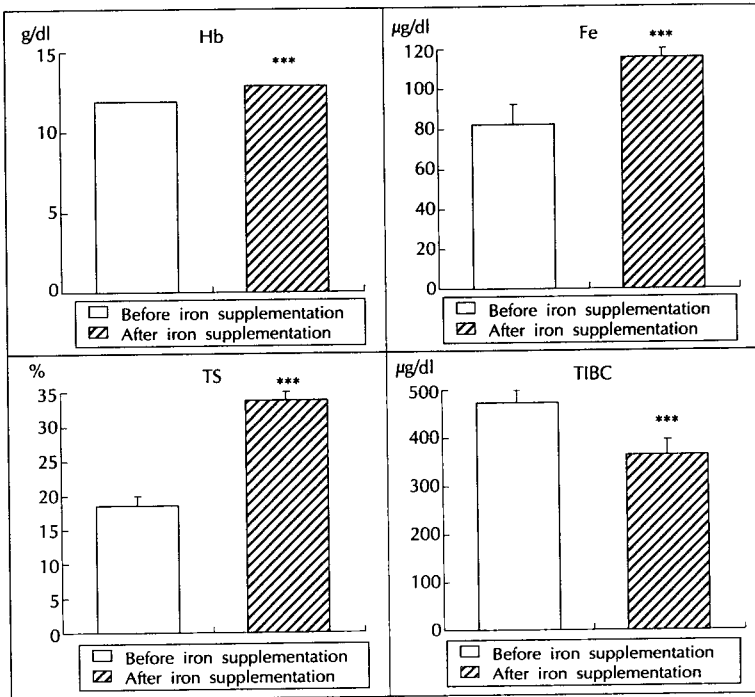 g/dl
Hb
15
***
10
5
0
Before iron supplementation
After iron supplementation
µg/dl
Fe
120
***
100
80
60
40
20
0
Before iron supplementation
After iron supplementation
%
TS
35
***
30
25
20
15
10
5
0
Before iron supplementation
After iron supplementation
µg/dl
TIBC
500
***
400
300
200
100
0
Before iron supplementation
After iron supplementation